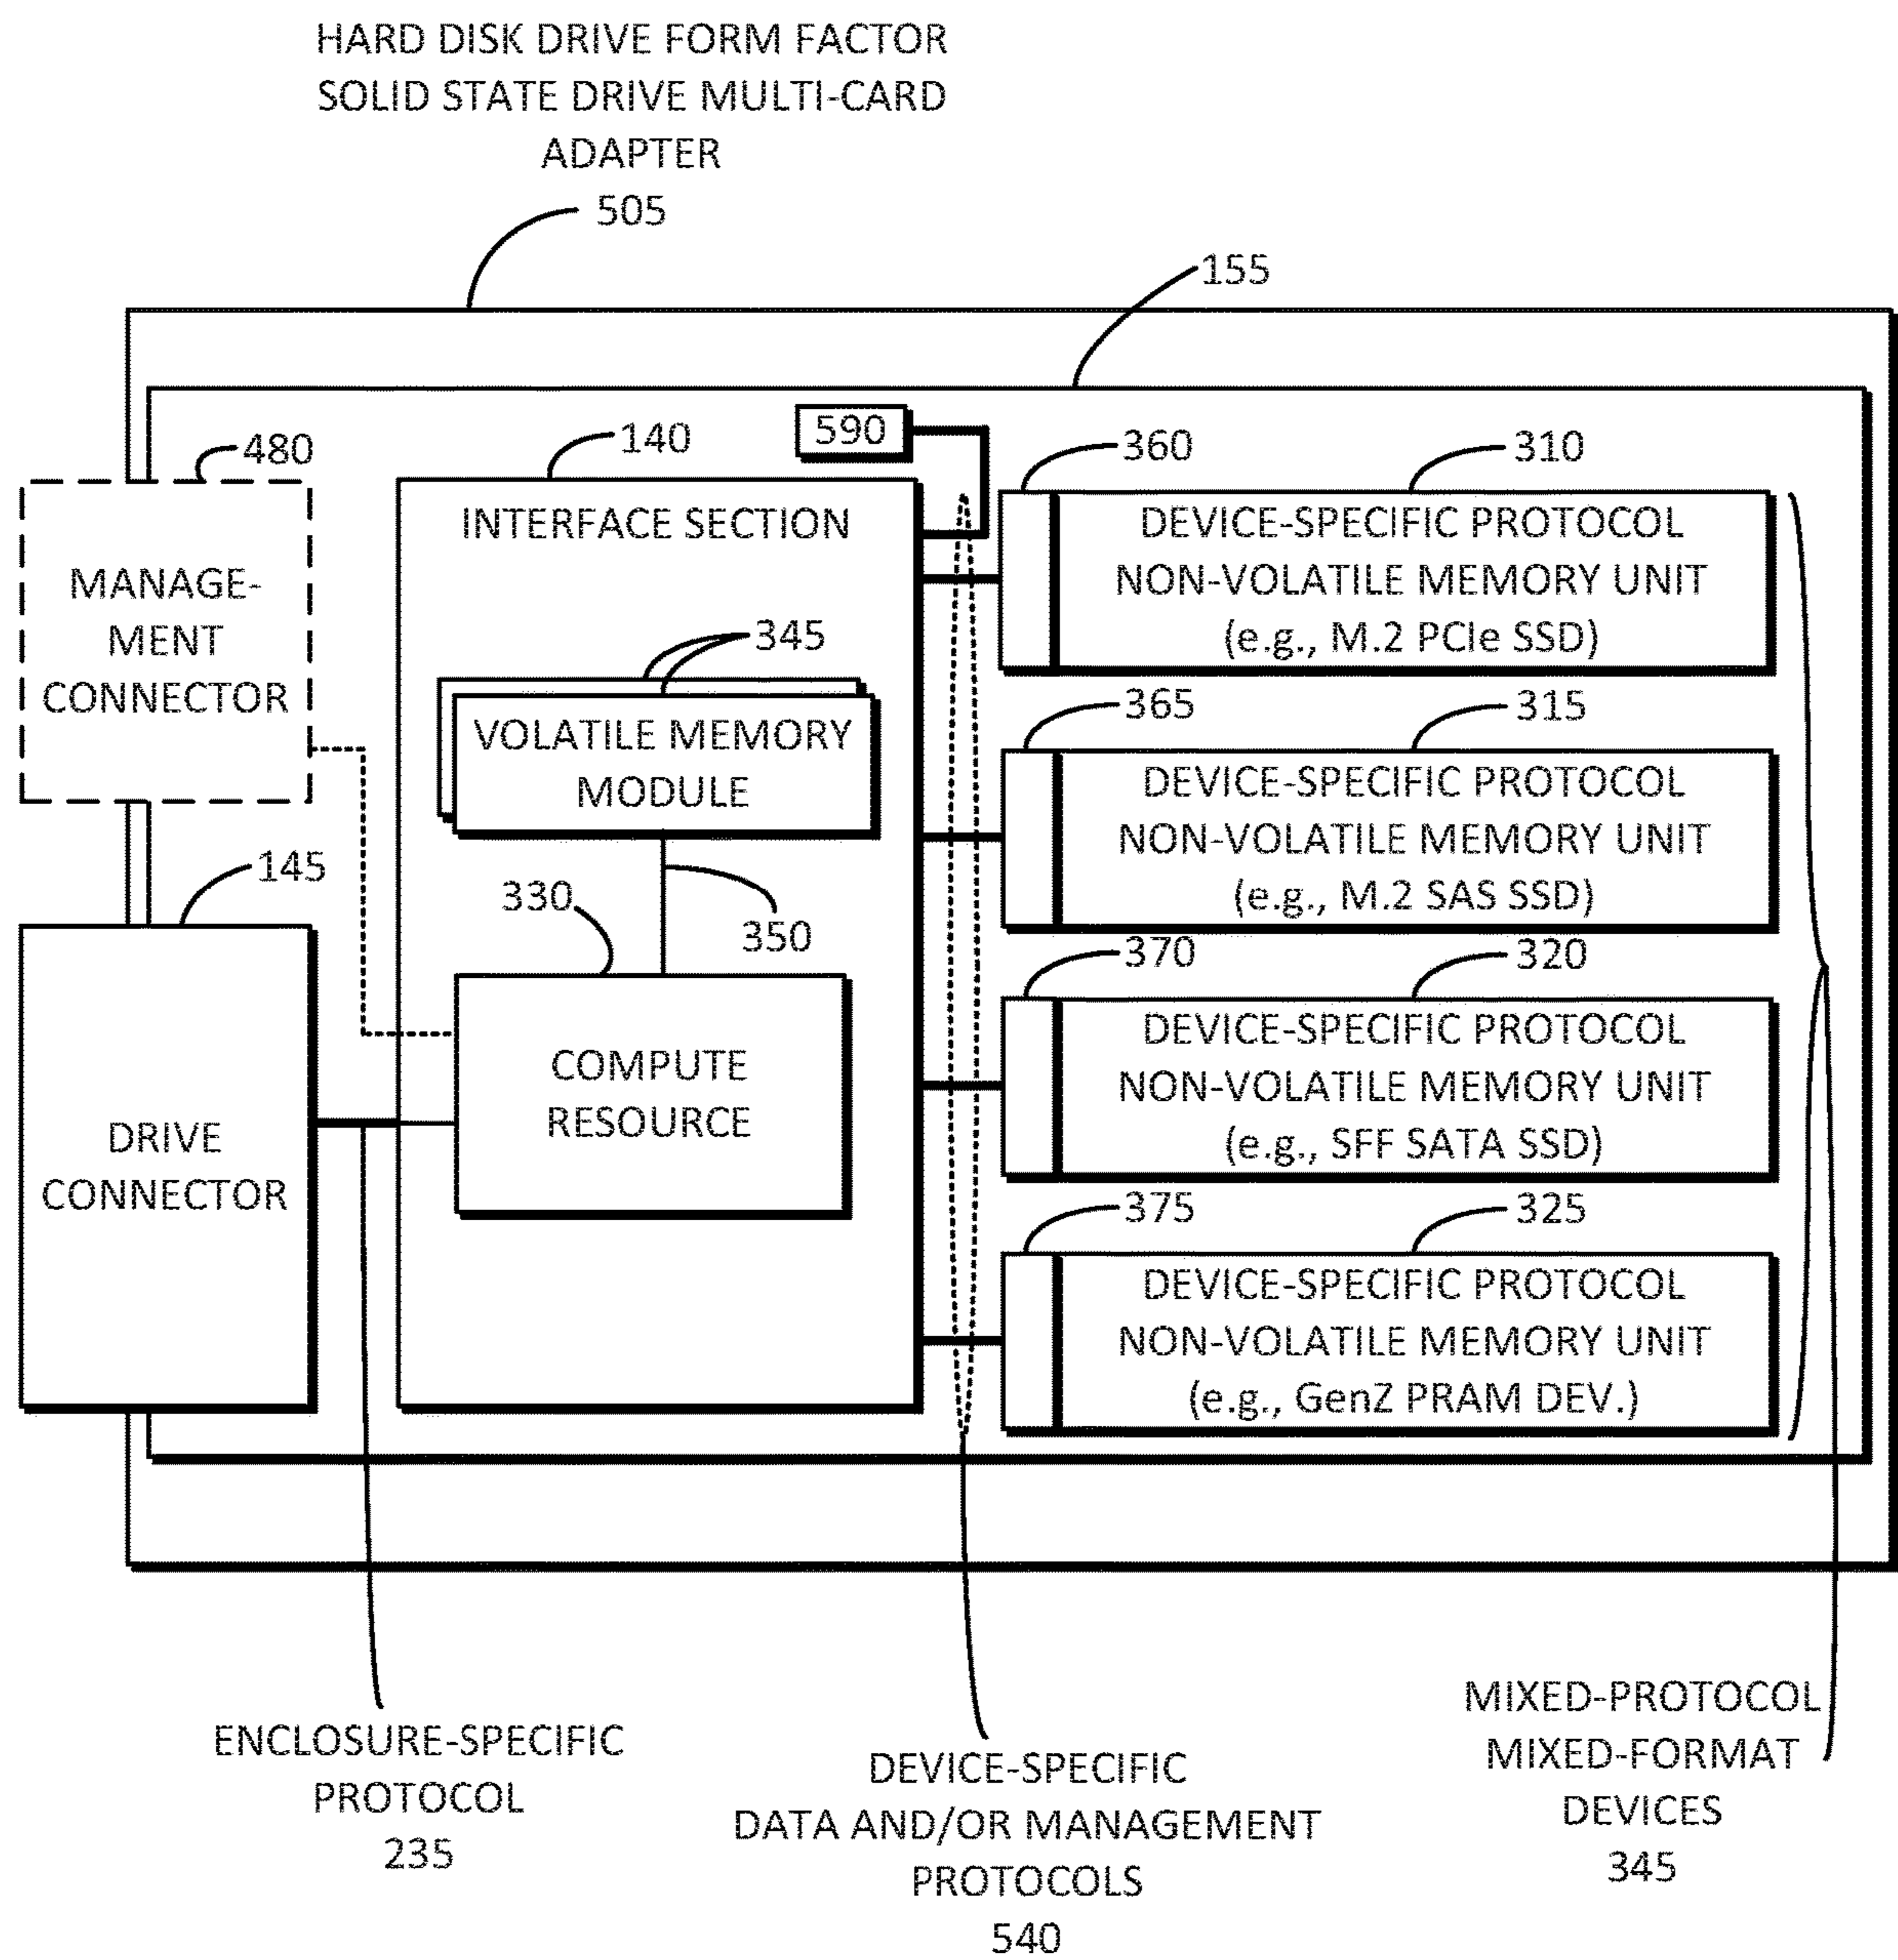 HARD DISK DRIVE FORM FACTOR
SOLID STATE DRIVE MULTI-CARD
ADAPTER
505
155
480
MANAGE-
MENT
CONNECTOR
145
DRIVE
CONNECTOR
140
INTERFACE SECTION
590
345
VOLATILE MEMORY
MODULE
350
330
COMPUTE
RESOURCE
360
310
DEVICE-SPECIFIC PROTOCOL
NON-VOLATILE MEMORY UNIT
(e.g., M.2 PCIe SSD)
365
315
DEVICE-SPECIFIC PROTOCOL
NON-VOLATILE MEMORY UNIT
(e.g., M.2 SAS SSD)
370
320
DEVICE-SPECIFIC PROTOCOL
NON-VOLATILE MEMORY UNIT
(e.g., SFF SATA SSD)
375
325
DEVICE-SPECIFIC PROTOCOL
NON-VOLATILE MEMORY UNIT
(e.g., GenZ PRAM DEV.)
ENCLOSURE-SPECIFIC
PROTOCOL
235
DEVICE-SPECIFIC
DATA AND/OR MANAGEMENT
PROTOCOLS
540
MIXED-PROTOCOL
MIXED-FORMAT
DEVICES
345